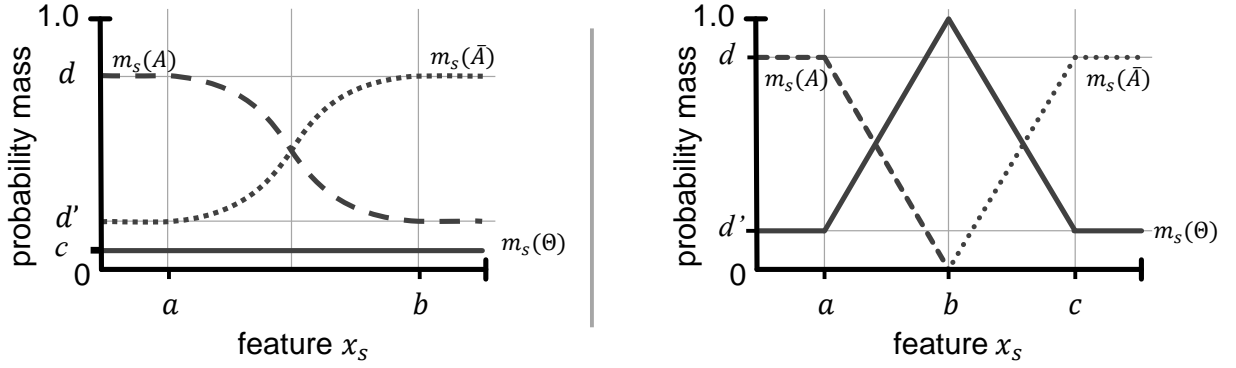 probability mass
1.0
d
d'
c
0
m_s(A)
m_s(Ā)
m_s(Θ)
a
b
feature x_s
probability mass
1.0
d
d'
0
m_s(A)
m_s(Ā)
m_s(Θ)
a
b
c
feature x_s